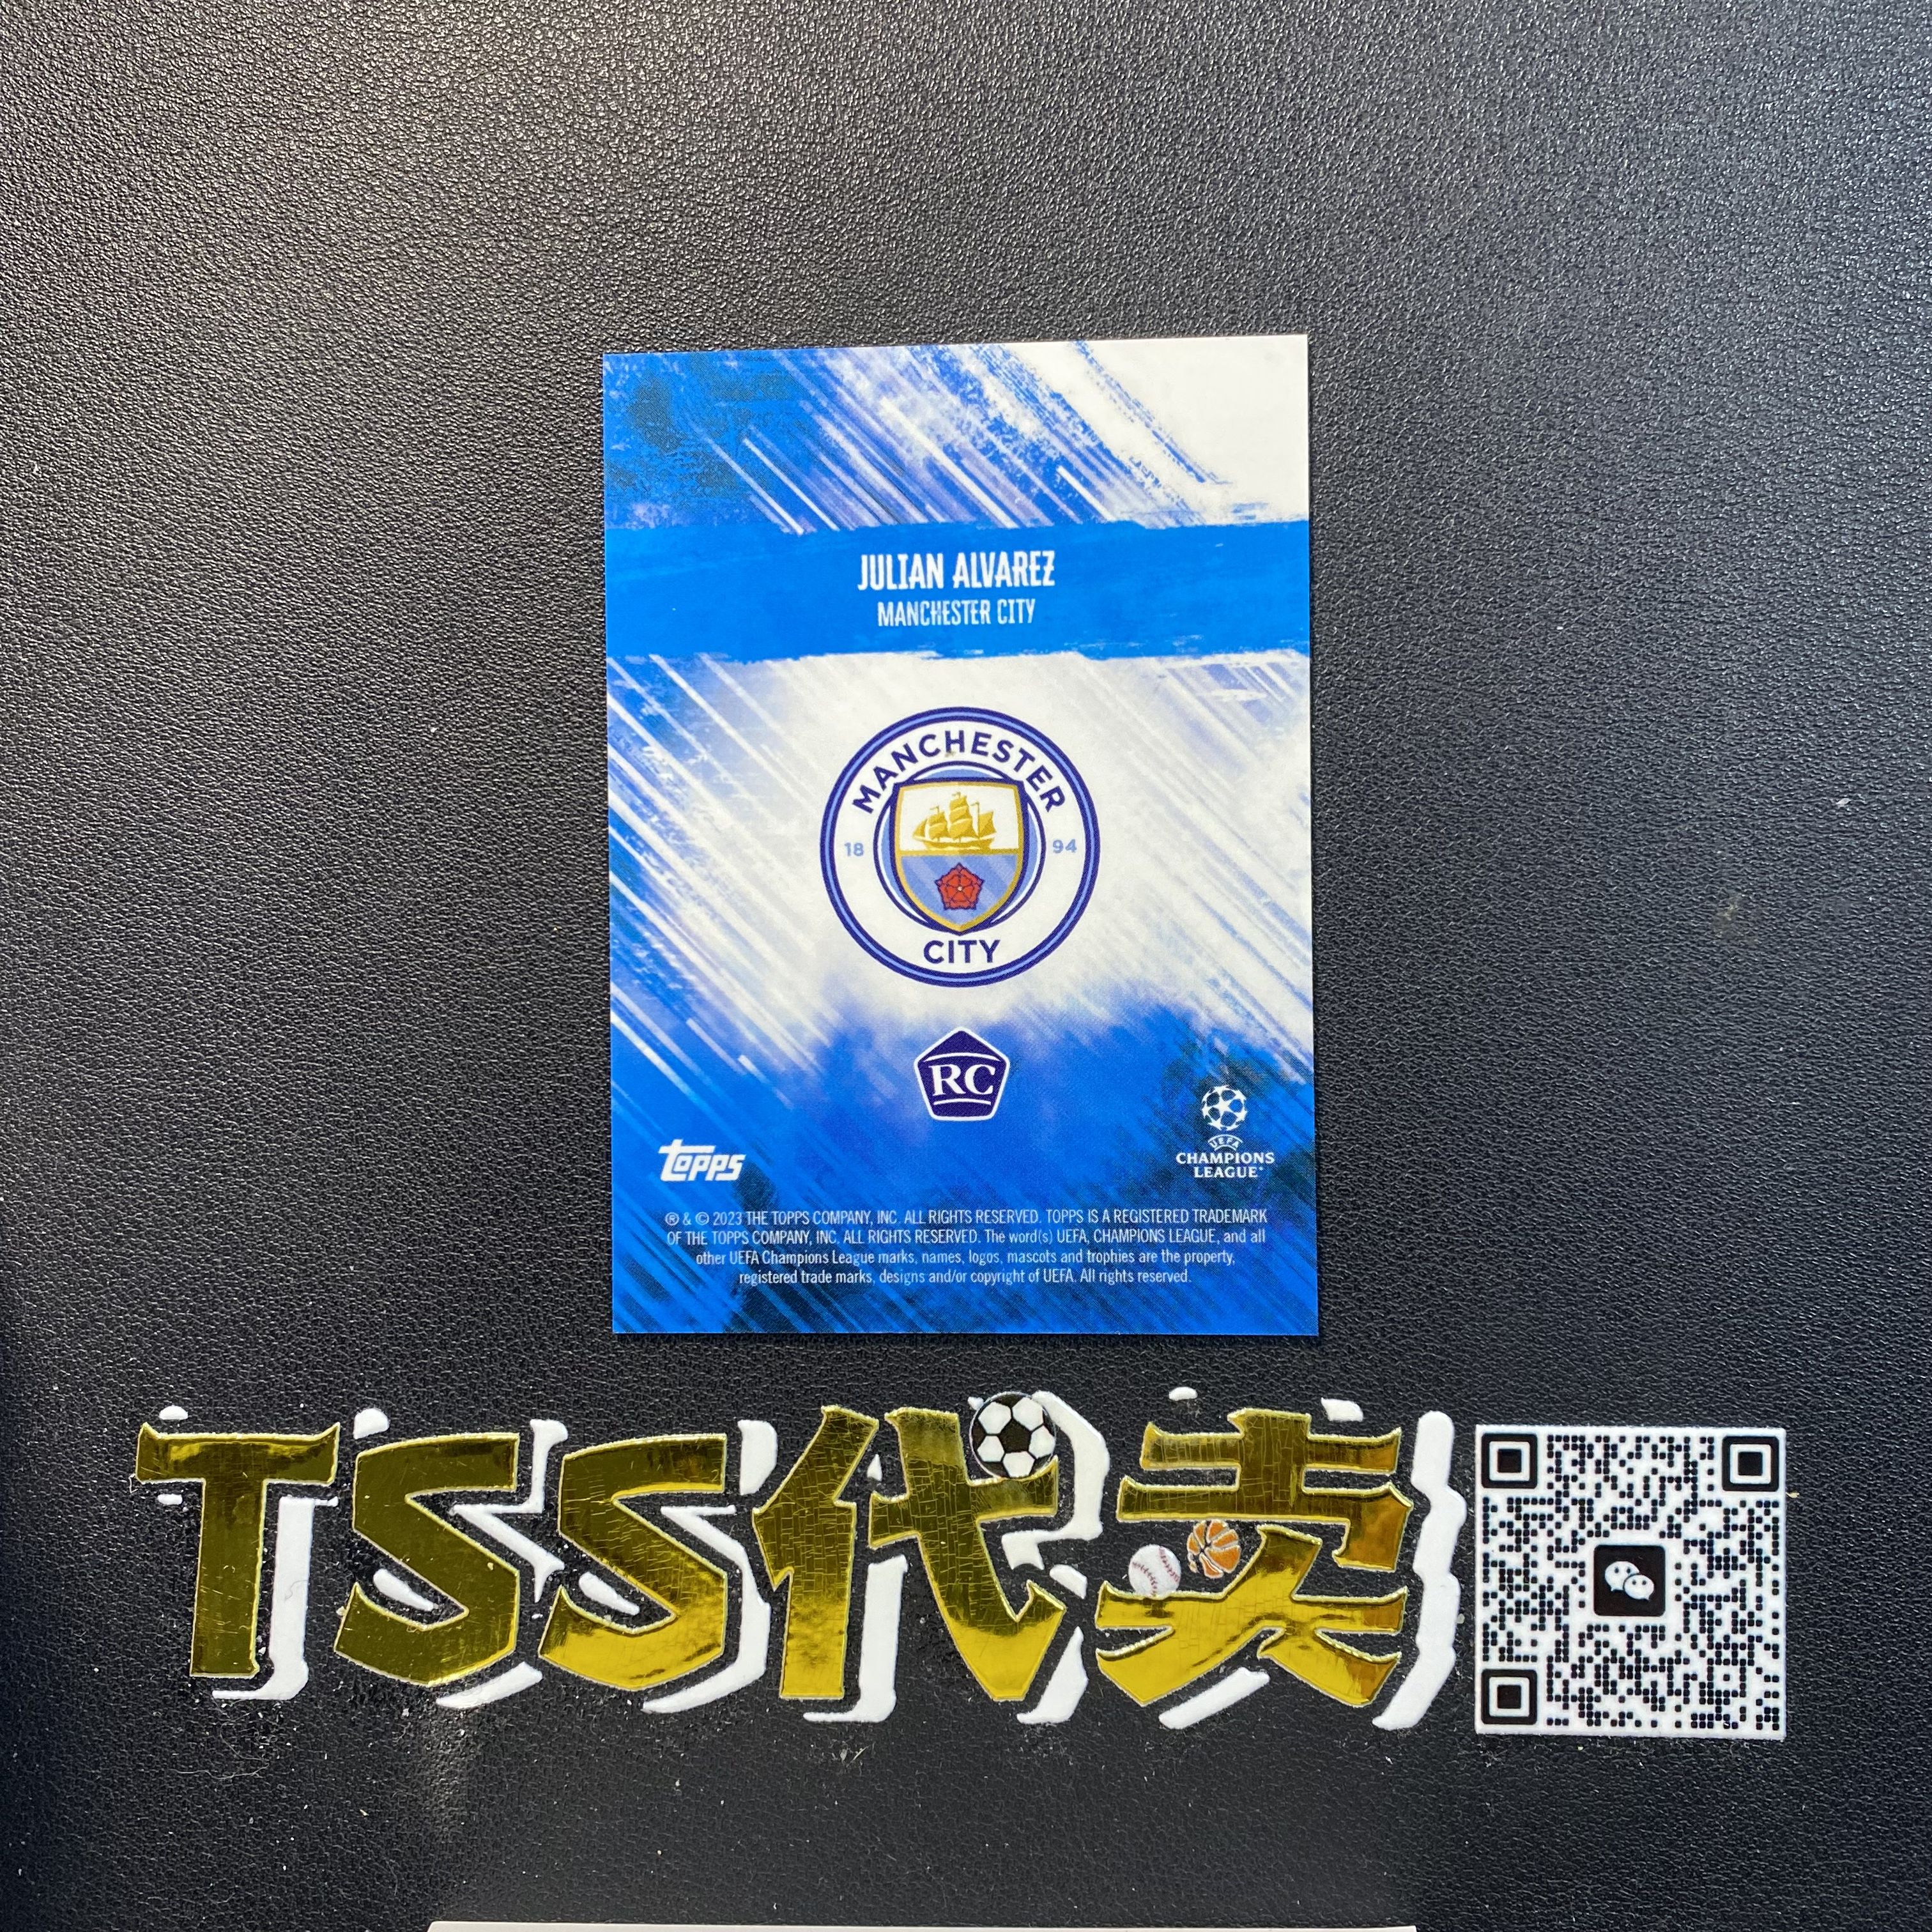 JULIAN ALVAREZ
MANCHESTER CITY
MANCHESTER
18 94
CITY
RC
topps
UEFA
CHAMPIONS
LEAGUE®
® & © 2023 THE TOPPS COMPANY, INC. ALL RIGHTS RESERVED. TOPPS IS A REGISTERED TRADEMARK
OF THE TOPPS COMPANY, INC. ALL RIGHTS RESERVED. The word(s) UEFA, CHAMPIONS LEAGUE, and all
other UEFA Champions League marks, names, logos, mascots and trophies are the property,
registered trade marks, designs and/or copyright of UEFA. All rights reserved.
TSS代卖